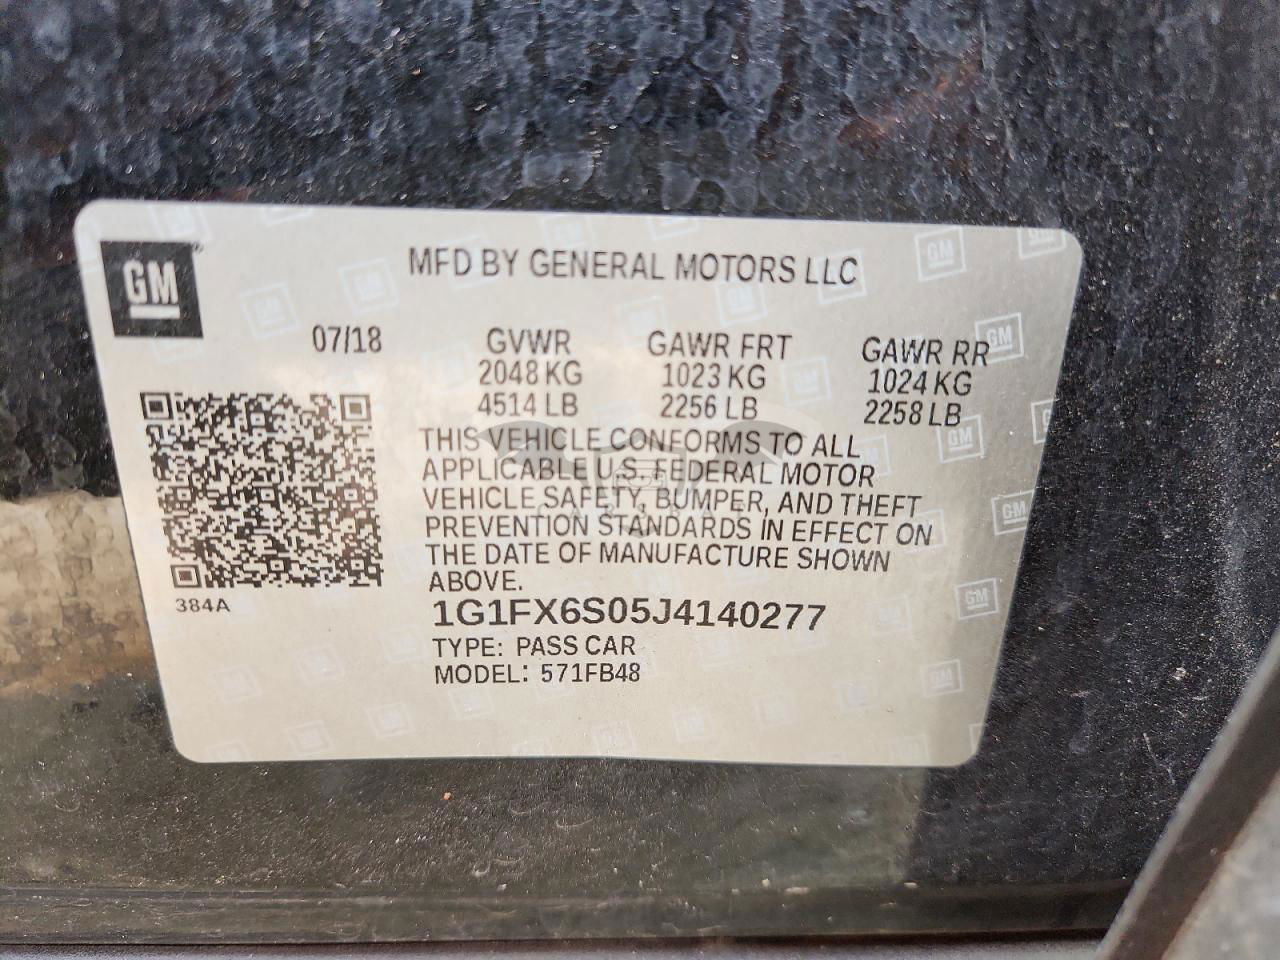 GM
MFD BY GENERAL MOTORS LLC
07/18 GVWR GAWR FRT GAWR RR
2048 KG 1023 KG 1024 KG
4514 LB 2256 LB 2258 LB
THIS VEHICLE CONFORMS TO ALL
APPLICABLE U.S. FEDERAL MOTOR
VEHICLE SAFETY, BUMPER, AND THEFT
PREVENTION STANDARDS IN EFFECT ON
THE DATE OF MANUFACTURE SHOWN
ABOVE.
384A
1G1FX6S05J4140277
TYPE: PASS CAR
MODEL: 571FB48